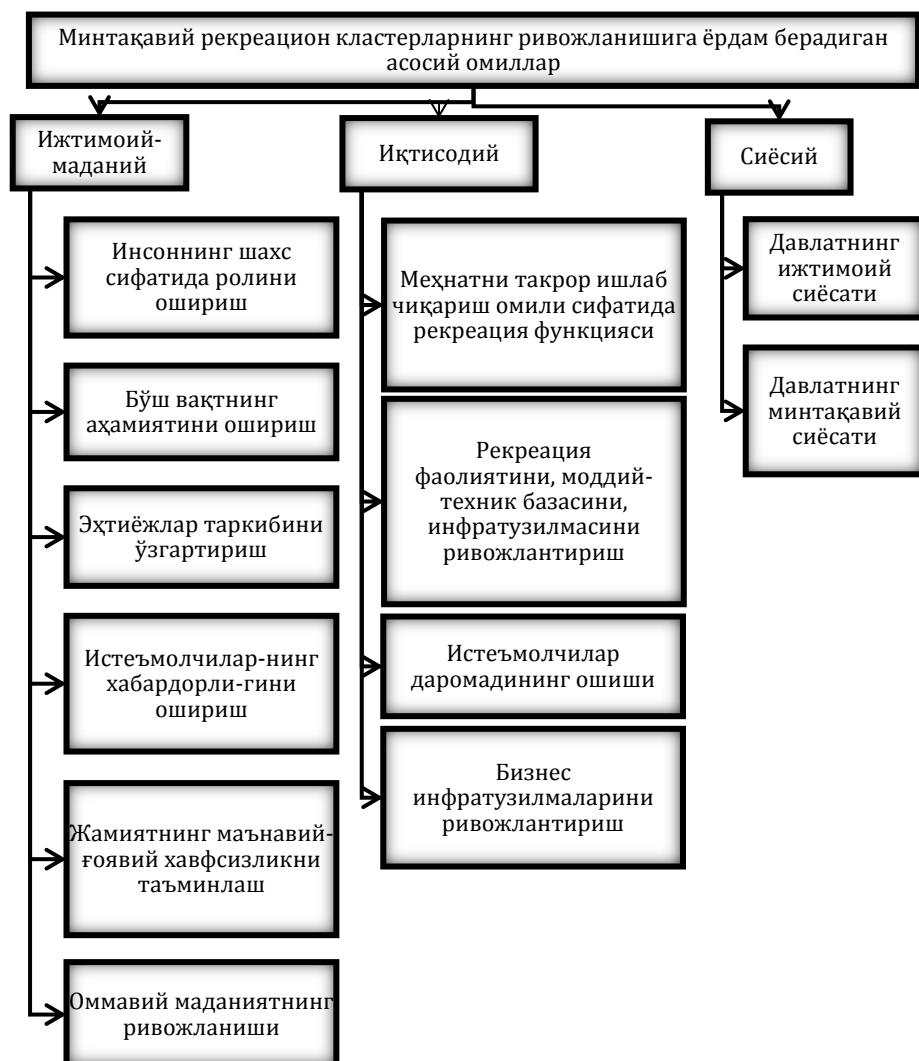 Минтақавий рекреацион кластерларнинг ривожланишига ёрдам берадиган
асосий омиллар
Ижтимоий-
маданий
Инсоннинг шахс
сифатида ролини
ошириш
Бўш вақтнинг
аҳамиятини ошириш
Эҳтиёжлар таркибини
ўзгартириш
Истеъмолчилар-нинг
хабардорли-гини
ошириш
Жамиятнинг маънавий-
ғоявий хавфсизликни
таъминлаш
Оммавий маданиятнинг
ривожланиши
Иқтисодий
Меҳнатни такрор ишлаб
чиқариш омили сифатида
рекреация функцияси
Рекреация
фаолиятини, моддий-
техник базасини,
инфратузилмасини
ривожлантириш
Истеъмолчилар
даромадининг ошиши
Бизнес
инфратузилмаларини
ривожлантириш
Сиёсий
Давлатнинг
ижтимоий
сиёсати
Давлатнинг
минтақавий
сиёсати